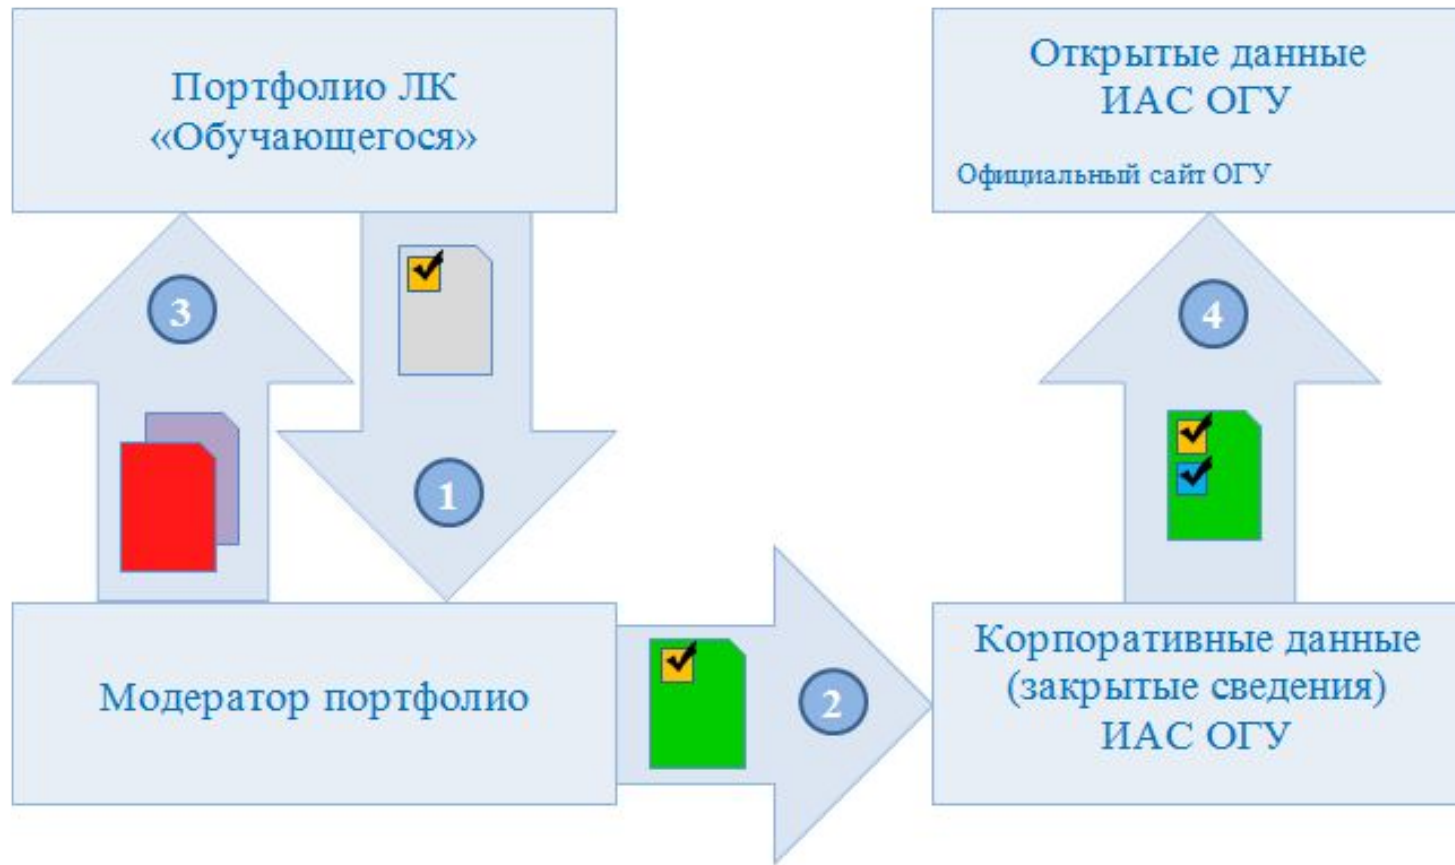 Портфолио ЛК
«Обучающегося»
Открытые данные
ИАС ОГУ
Официальный сайт ОГУ
3
1
4
Модератор портфолио
2
Корпоративные данные
(закрытые сведения)
ИАС ОГУ